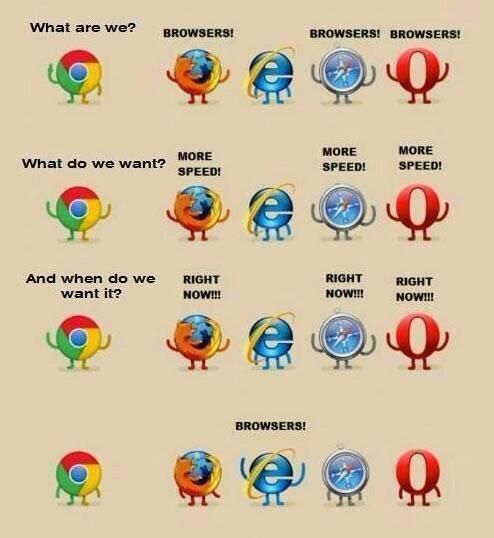 What are we?
BROWSERS!
BROWSERS!
BROWSERS!
What do we want?
MORE
SPEED!
MORE
SPEED!
MORE
SPEED!
And when do we
want it?
RIGHT
NOW!!!
RIGHT
NOW!!!
RIGHT
NOW!!!
BROWSERS!